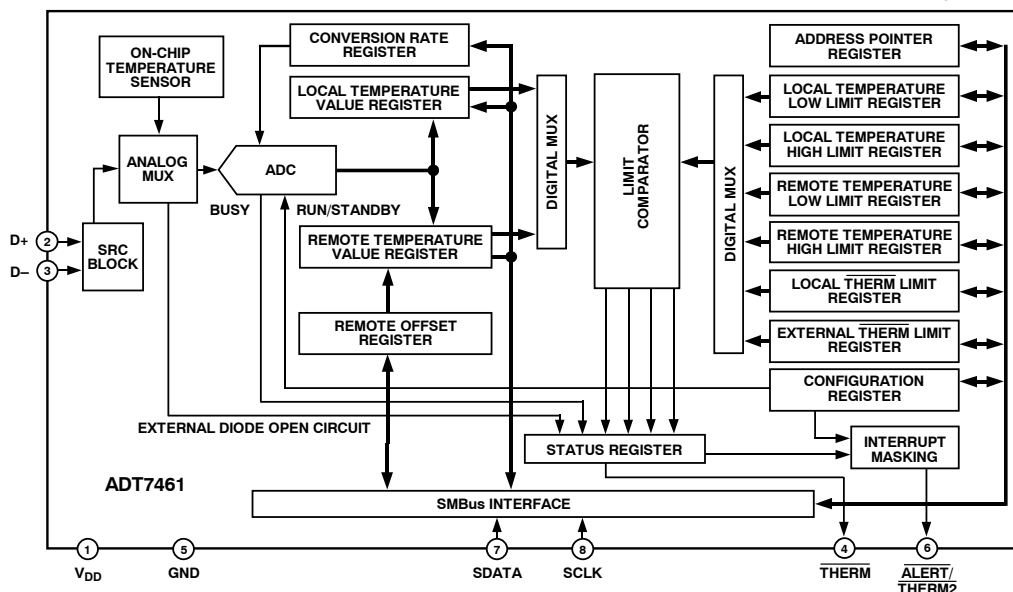 ON-CHIP
TEMPERATURE
SENSOR
CONVERSION RATE
REGISTER
LOCAL TEMPERATURE
VALUE REGISTER
ANALOG
MUX
ADC
BUSY
RUN/STANDBY
REMOTE TEMPERATURE
VALUE REGISTER
D+
2
D–
3
SRC
BLOCK
REMOTE OFFSET
REGISTER
DIGITAL MUX
LIMIT
COMPARATOR
DIGITAL MUX
ADDRESS POINTER
REGISTER
LOCAL TEMPERATURE
LOW LIMIT REGISTER
LOCAL TEMPERATURE
HIGH LIMIT REGISTER
REMOTE TEMPERATURE
LOW LIMIT REGISTER
REMOTE TEMPERATURE
HIGH LIMIT REGISTER
LOCAL THERM LIMIT
REGISTER
EXTERNAL THERM LIMIT
REGISTER
CONFIGURATION
REGISTER
EXTERNAL DIODE OPEN CIRCUIT
STATUS REGISTER
INTERRUPT
MASKING
ADT7461
SMBus INTERFACE
1
5
7
8
4
6
VDD
GND
SDATA
SCLK
THERM
ALERT/
THERM2